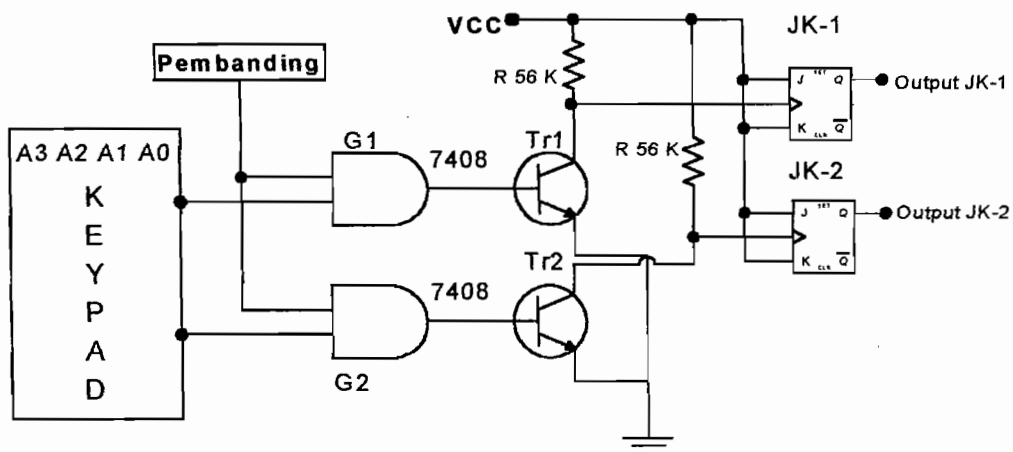 VCC
JK-1
Pembanding
R 56 K
J SET Q
Output JK-1
K CLR Q
A3 A2 A1 A0
G1
7408
Tr1
R 56 K
JK-2
KEYPAD
J SET Q
Output JK-2
K CLR Q
Tr2
7408
G2